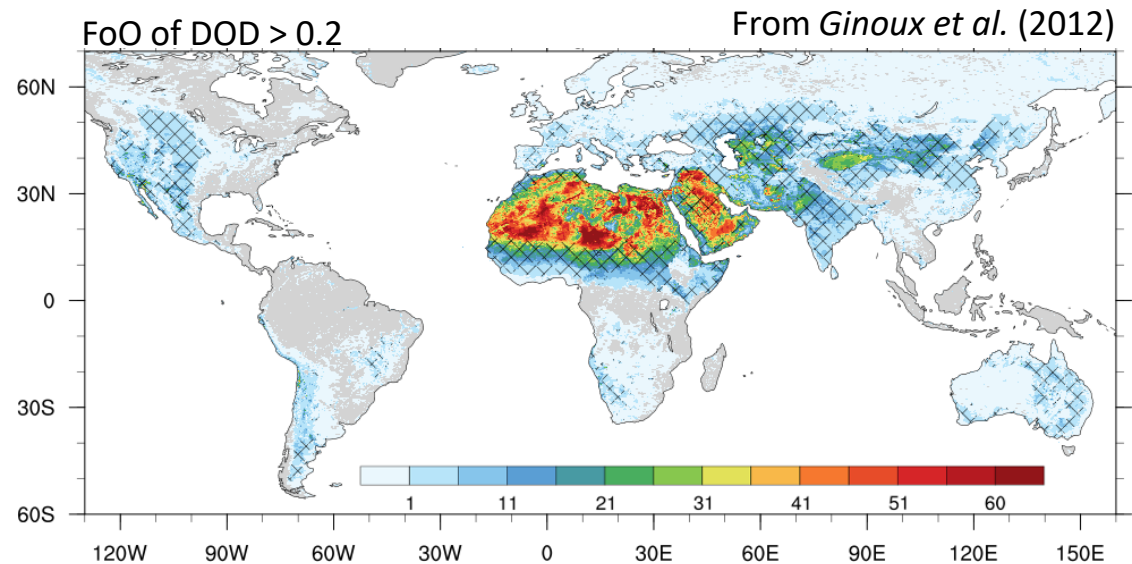 FoO of DOD > 0.2
From Ginoux et al. (2012)
60N
30N
0
30S
60S
1 11 21 31 41 51 60
120W 90W 60W 30W 0 30E 60E 90E 120E 150E